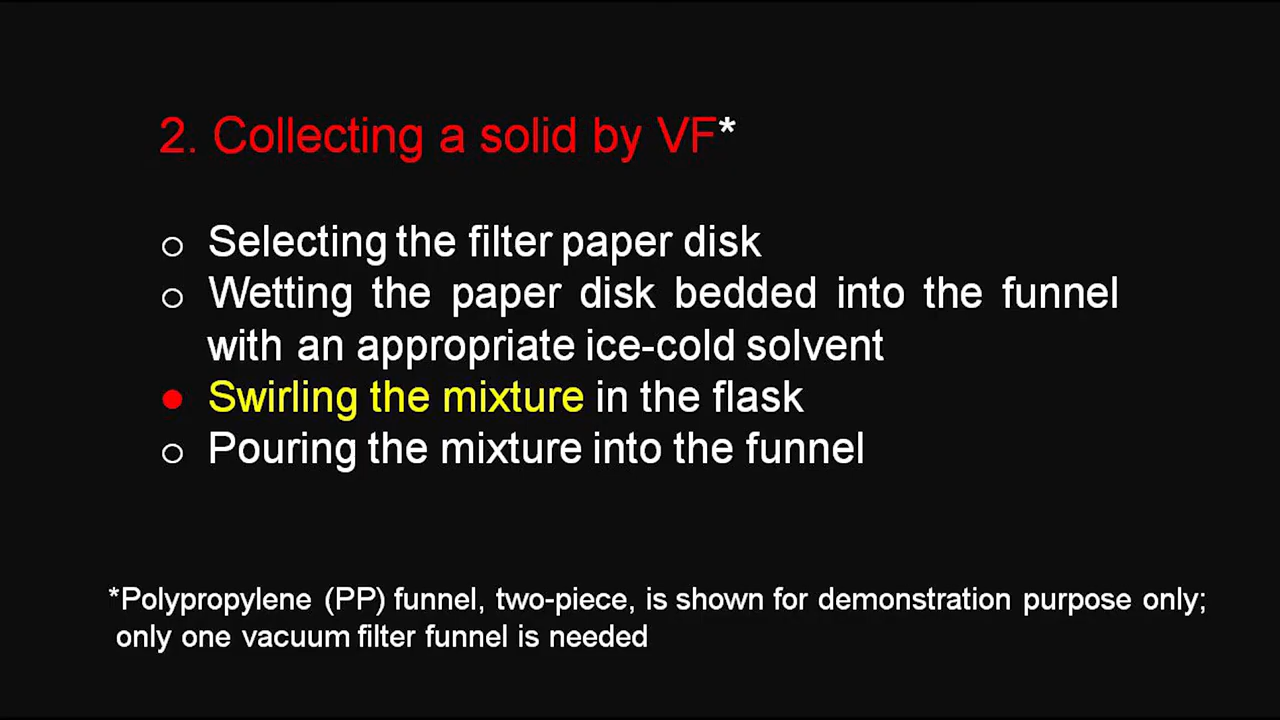 2. Collecting a solid by VF*
○ Selecting the filter paper disk
○ Wetting the paper disk bedded into the funnel
with an appropriate ice-cold solvent
● Swirling the mixture in the flask
○ Pouring the mixture into the funnel
*Polypropylene (PP) funnel, two-piece, is shown for demonstration purpose only;
only one vacuum filter funnel is needed